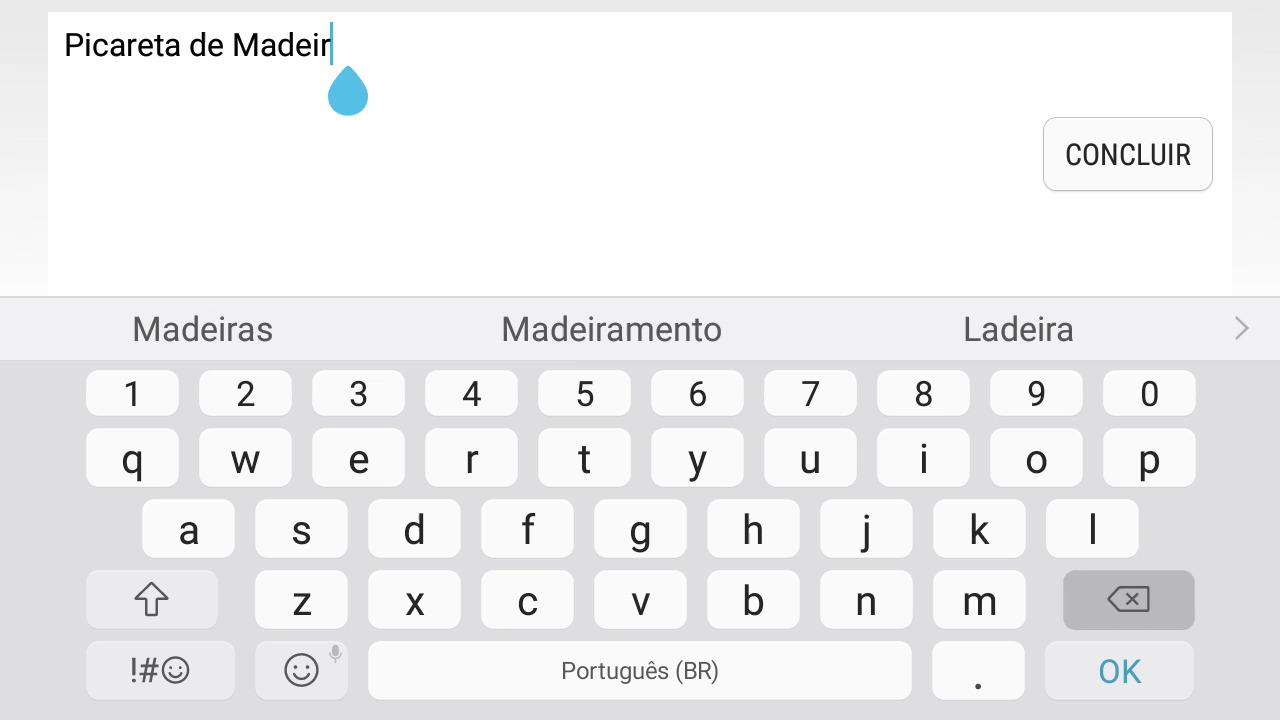 Picareta de Madeir
CONCLUIR
Madeiras Madeiramento Ladeira
1 2 3 4 5 6 7 8 9 0
q w e r t y u i o p
a s d f g h j k l
z x c v b n m
!#☺ Português (BR) . OK